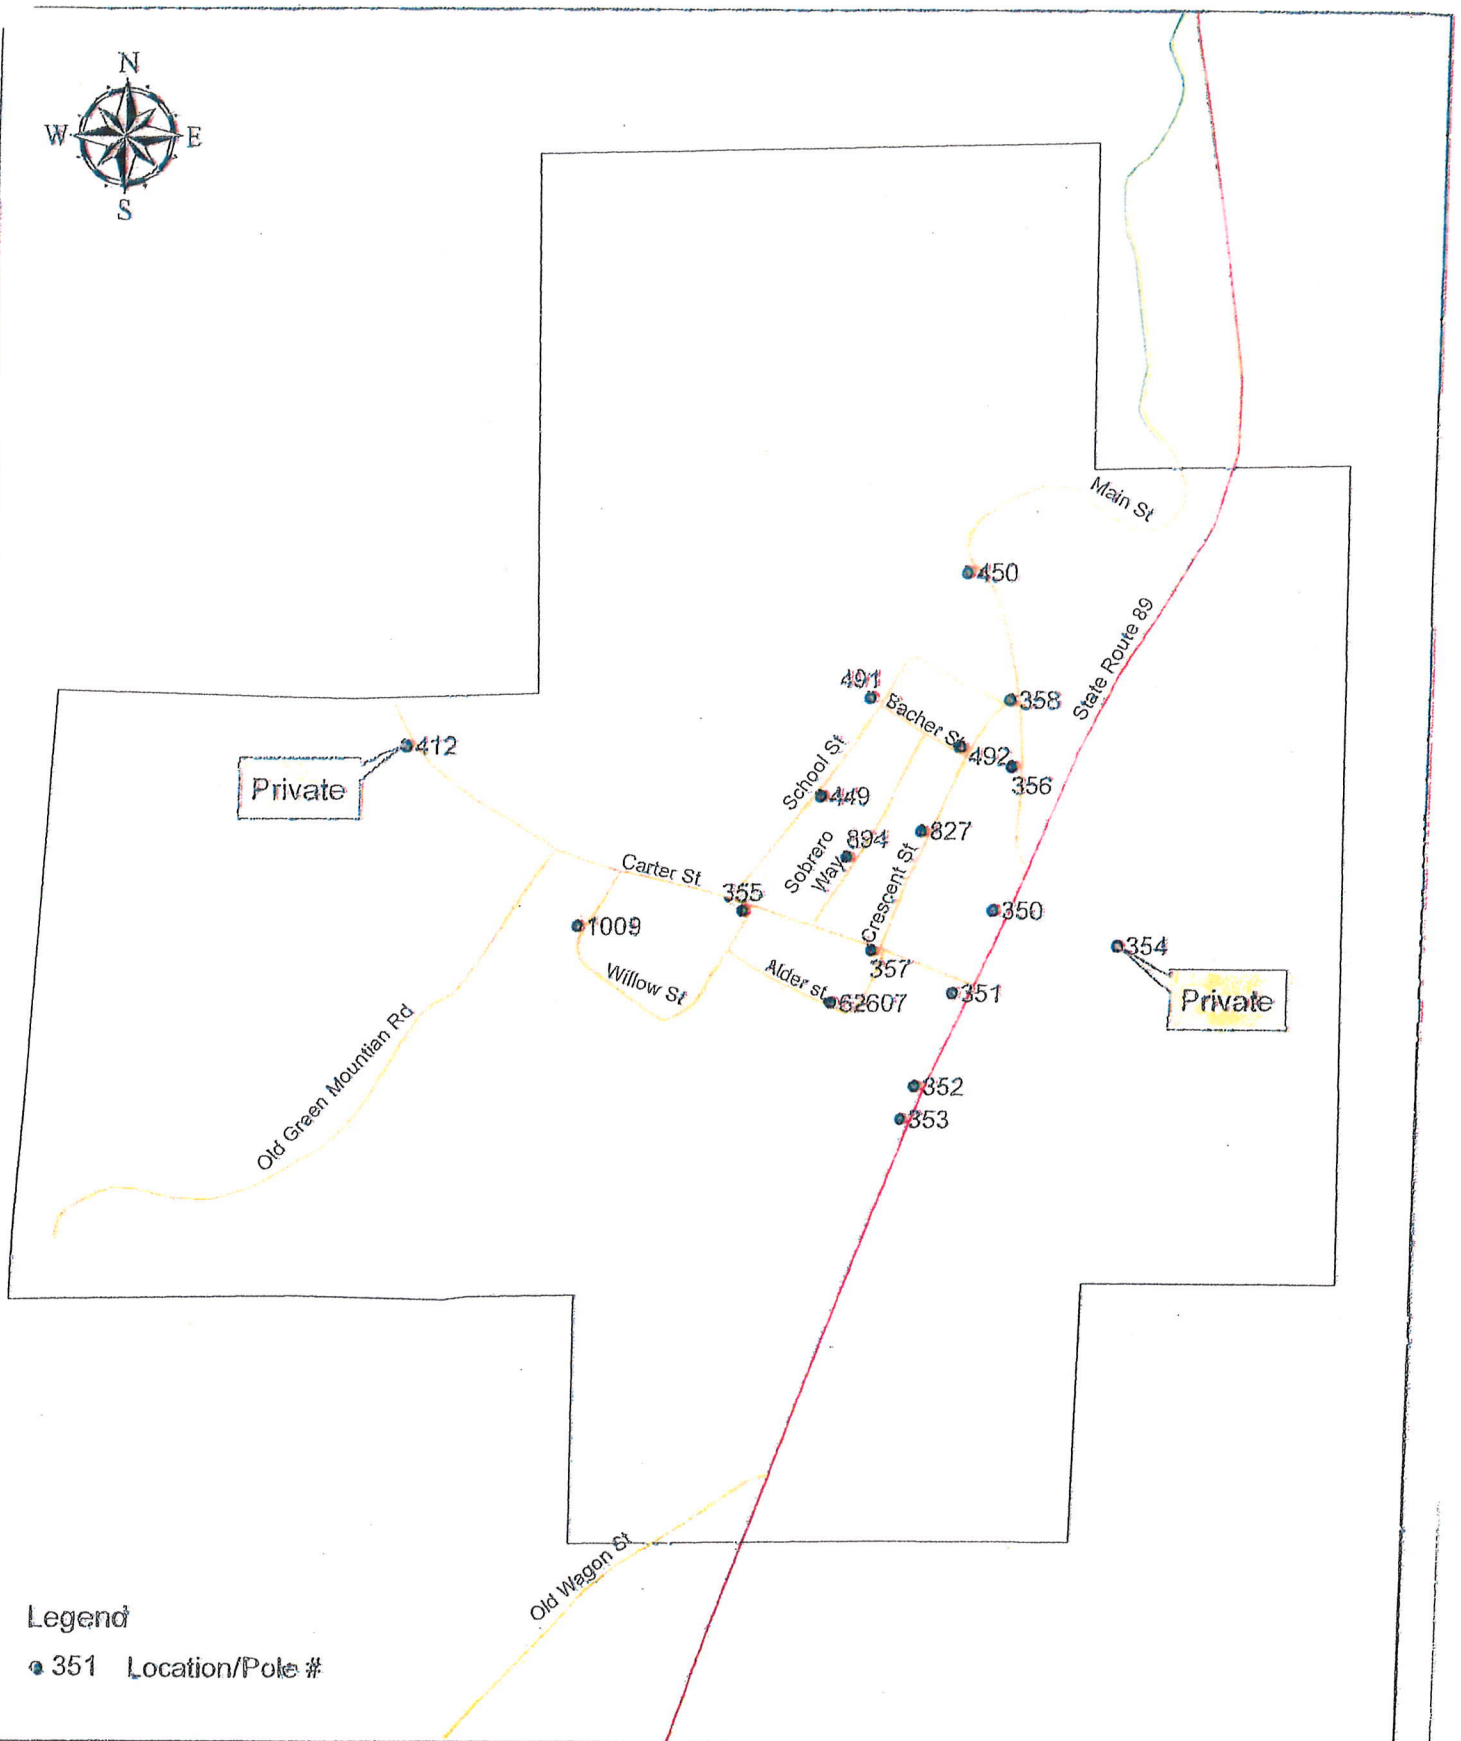 N
W E
S
Main St
450
State Route 89
491
358
Bacher St
412
492
Private
School St
356
449
827
894
Sobrero
Way
Carter St
Crescent St
355
350
1009
354
357
Willow St
Alder st
62607
351
Private
Old Green Mountian Rd
352
353
Old Wagon St
Legend
351 Location/Pole #